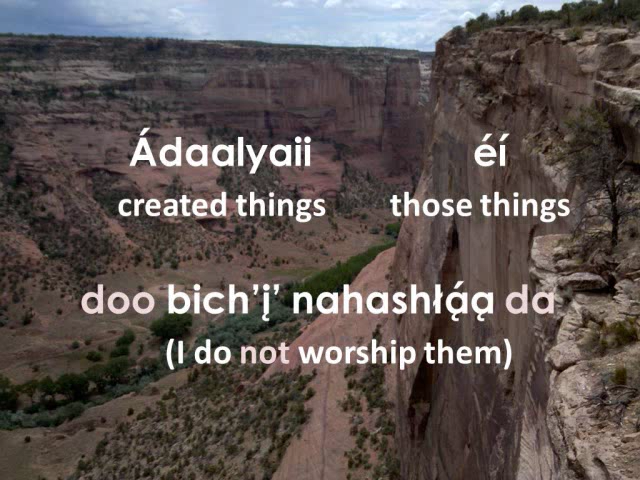 Ádaalyaii éí
created things those things
doo bich’į’ nahashłą́ą da
(I do not worship them)